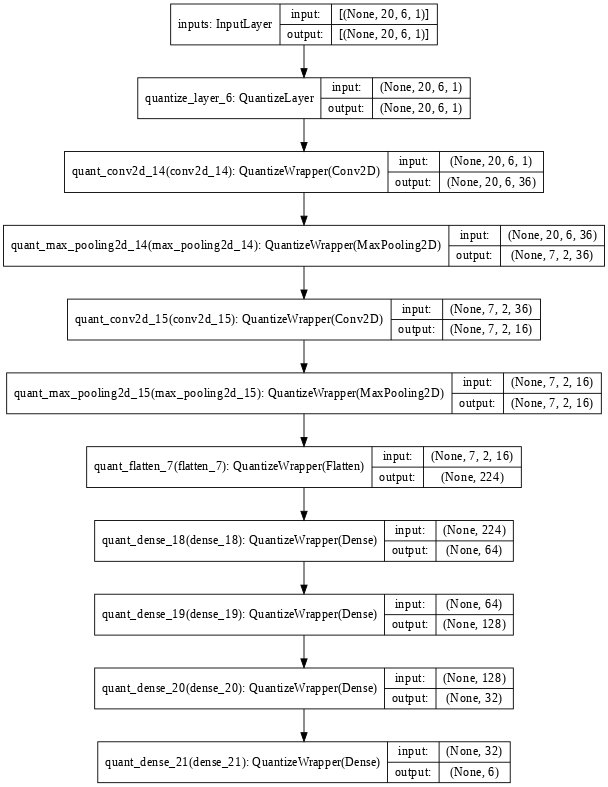 inputs: InputLayer input: [(None, 20, 6, 1)]
output: [(None, 20, 6, 1)]
quantize_layer_6: QuantizeLayer input: (None, 20, 6, 1)
output: (None, 20, 6, 1)
quant_conv2d_14(conv2d_14): QuantizeWrapper(Conv2D) input: (None, 20, 6, 1)
output: (None, 20, 6, 36)
quant_max_pooling2d_14(max_pooling2d_14): QuantizeWrapper(MaxPooling2D) input: (None, 20, 6, 36)
output: (None, 7, 2, 36)
quant_conv2d_15(conv2d_15): QuantizeWrapper(Conv2D) input: (None, 7, 2, 36)
output: (None, 7, 2, 16)
quant_max_pooling2d_15(max_pooling2d_15): QuantizeWrapper(MaxPooling2D) input: (None, 7, 2, 16)
output: (None, 7, 2, 16)
quant_flatten_7(flatten_7): QuantizeWrapper(Flatten) input: (None, 7, 2, 16)
output: (None, 224)
quant_dense_18(dense_18): QuantizeWrapper(Dense) input: (None, 224)
output: (None, 64)
quant_dense_19(dense_19): QuantizeWrapper(Dense) input: (None, 64)
output: (None, 128)
quant_dense_20(dense_20): QuantizeWrapper(Dense) input: (None, 128)
output: (None, 32)
quant_dense_21(dense_21): QuantizeWrapper(Dense) input: (None, 32)
output: (None, 6)